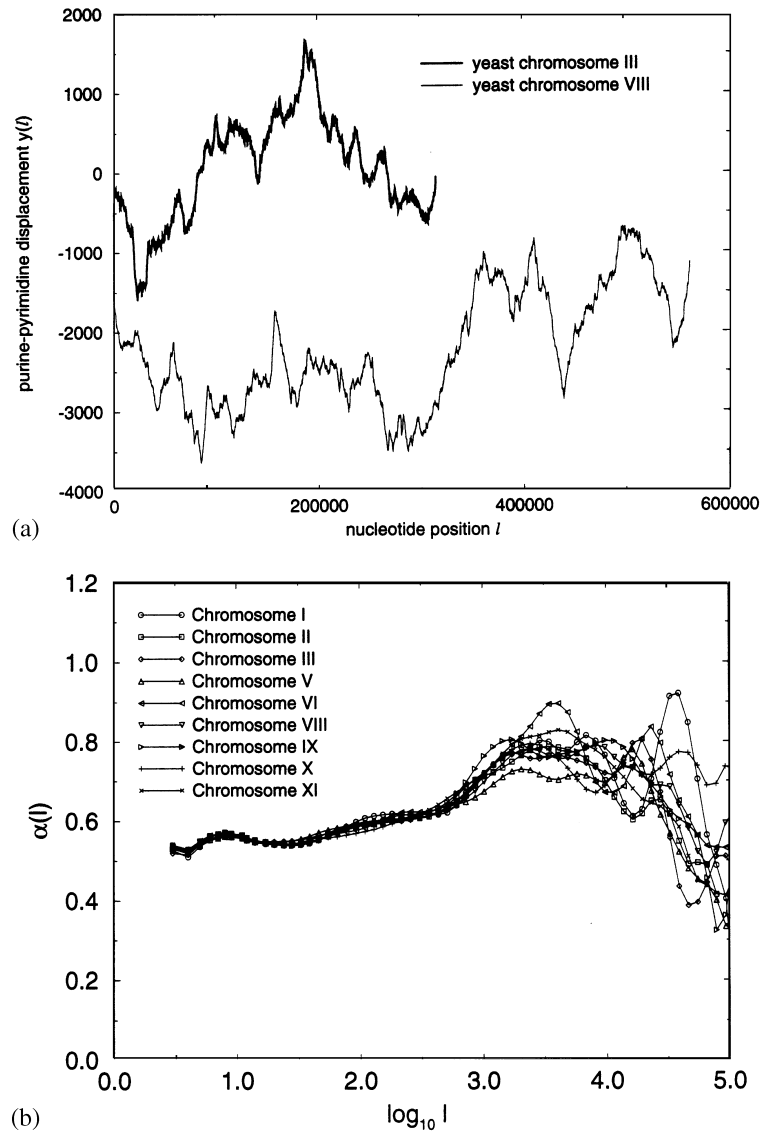 2000
1000
0
-1000
-2000
-3000
-4000
purine-pyrimidine displacement y(l)
yeast chromosome III
yeast chromosome VIII
0
200000
400000
600000
nucleotide position l
(a)
1.2
1.0
0.8
0.6
0.4
0.2
0.0
α(l)
Chromosome I
Chromosome II
Chromosome III
Chromosome V
Chromosome VI
Chromosome VIII
Chromosome IX
Chromosome X
Chromosome XI
0.0
1.0
2.0
3.0
4.0
5.0
log10 l
(b)